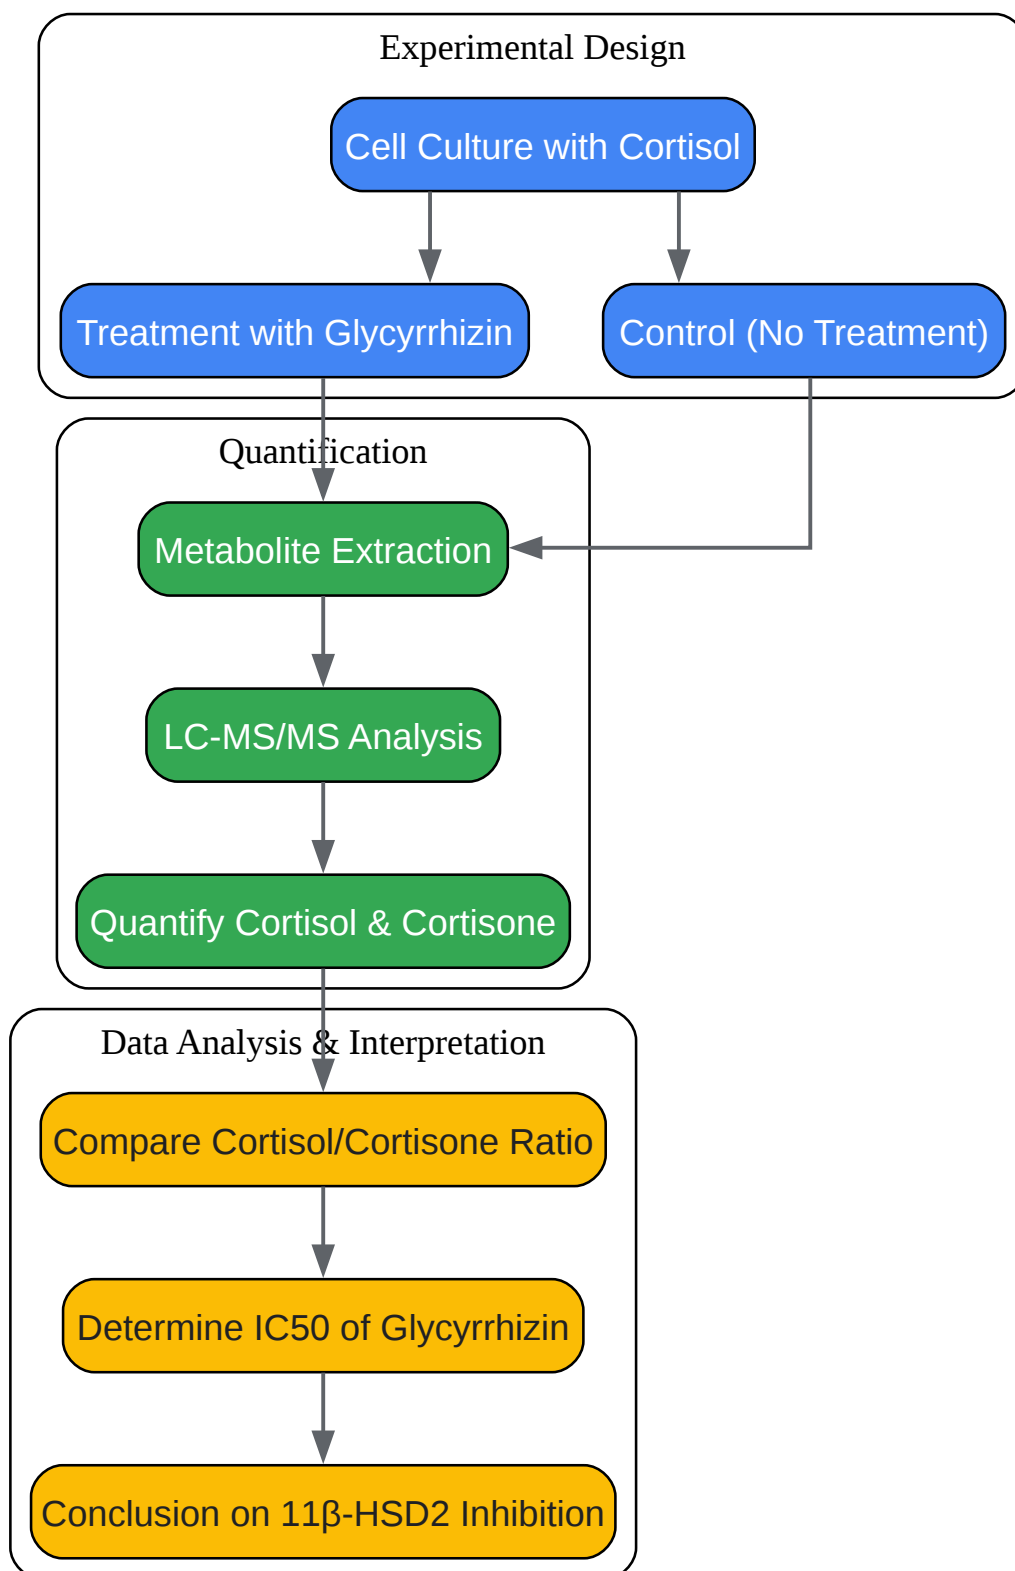 Experimental Design
Cell Culture with Cortisol
Treatment with Glycyrrhizin
Control (No Treatment)
Quantification
Metabolite Extraction
LC-MS/MS Analysis
Quantify Cortisol & Cortisone
Data Analysis & Interpretation
Compare Cortisol/Cortisone Ratio
Determine IC50 of Glycyrrhizin
Conclusion on 11β-HSD2 Inhibition